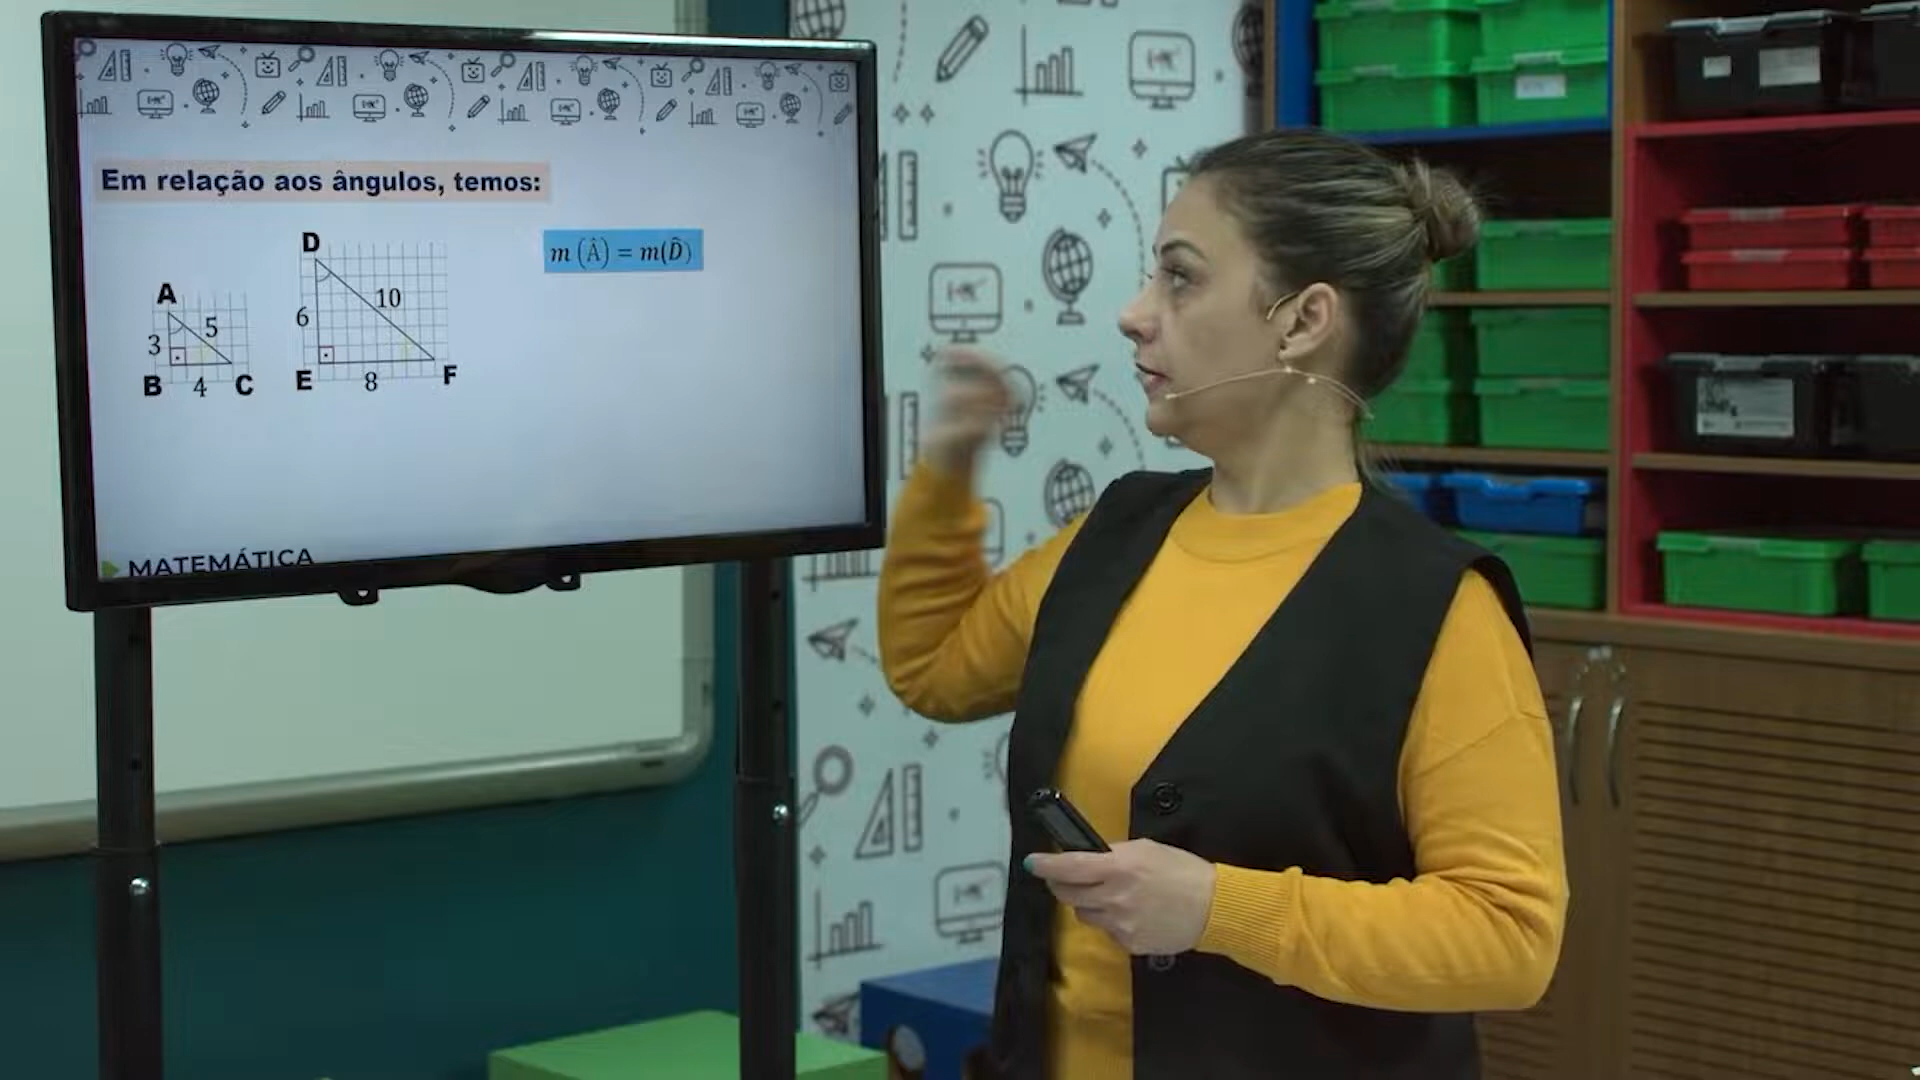 Em relação aos ângulos, temos:
m (Â) = m(D̂)
D
10
6
E
8
F
A
5
3
B
4
C
MATEMÁTICA